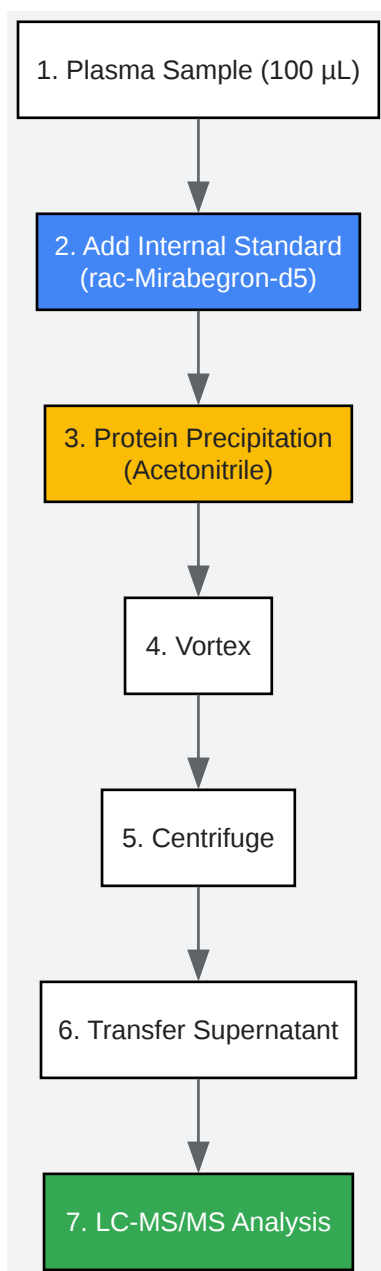 1. Plasma Sample (100 µL)
2. Add Internal Standard
(rac-Mirabegron-d5)
3. Protein Precipitation
(Acetonitrile)
4. Vortex
5. Centrifuge
6. Transfer Supernatant
7. LC-MS/MS Analysis